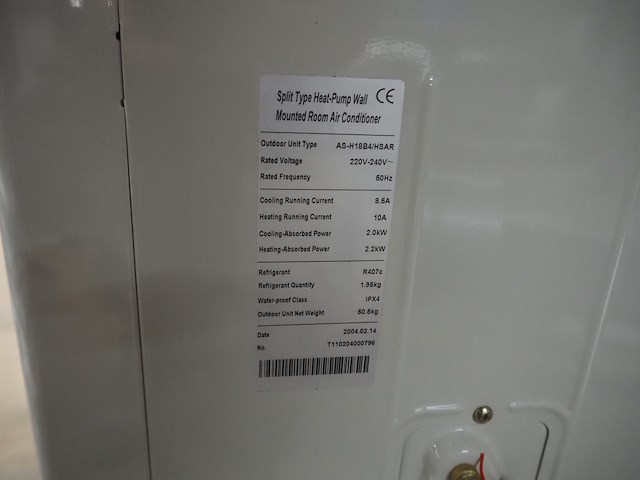 Split Type Heat-Pump Wall CE
Mounted Room Air Conditioner
Outdoor Unit Type AS-H18B4/HSAR
Rated Voltage 220V-240V~
Rated Frequency 50Hz
Cooling Running Current 9.5A
Heating Running Current 10A
Cooling-Absorbed Power 2.0kW
Heating-Absorbed Power 2.2kW
Refrigerant R407c
Refrigerant Quantity 1.95kg
Water-proof Class IPX4
Outdoor Unit Net Weight 50.5kg
Date 2004.02.14
No. T110204000796